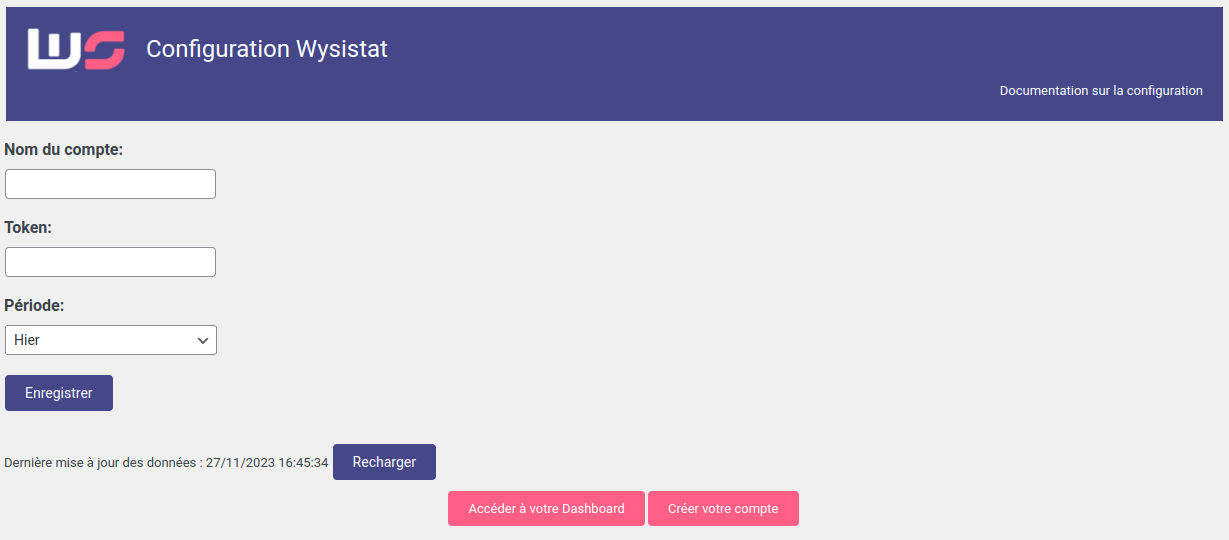 WS Configuration Wysistat
Documentation sur la configuration
Nom du compte:
Token:
Période:
Hier
Enregistrer
Dernière mise à jour des données : 27/11/2023 16:45:34 Recharger
Accéder à votre Dashboard Créer votre compte